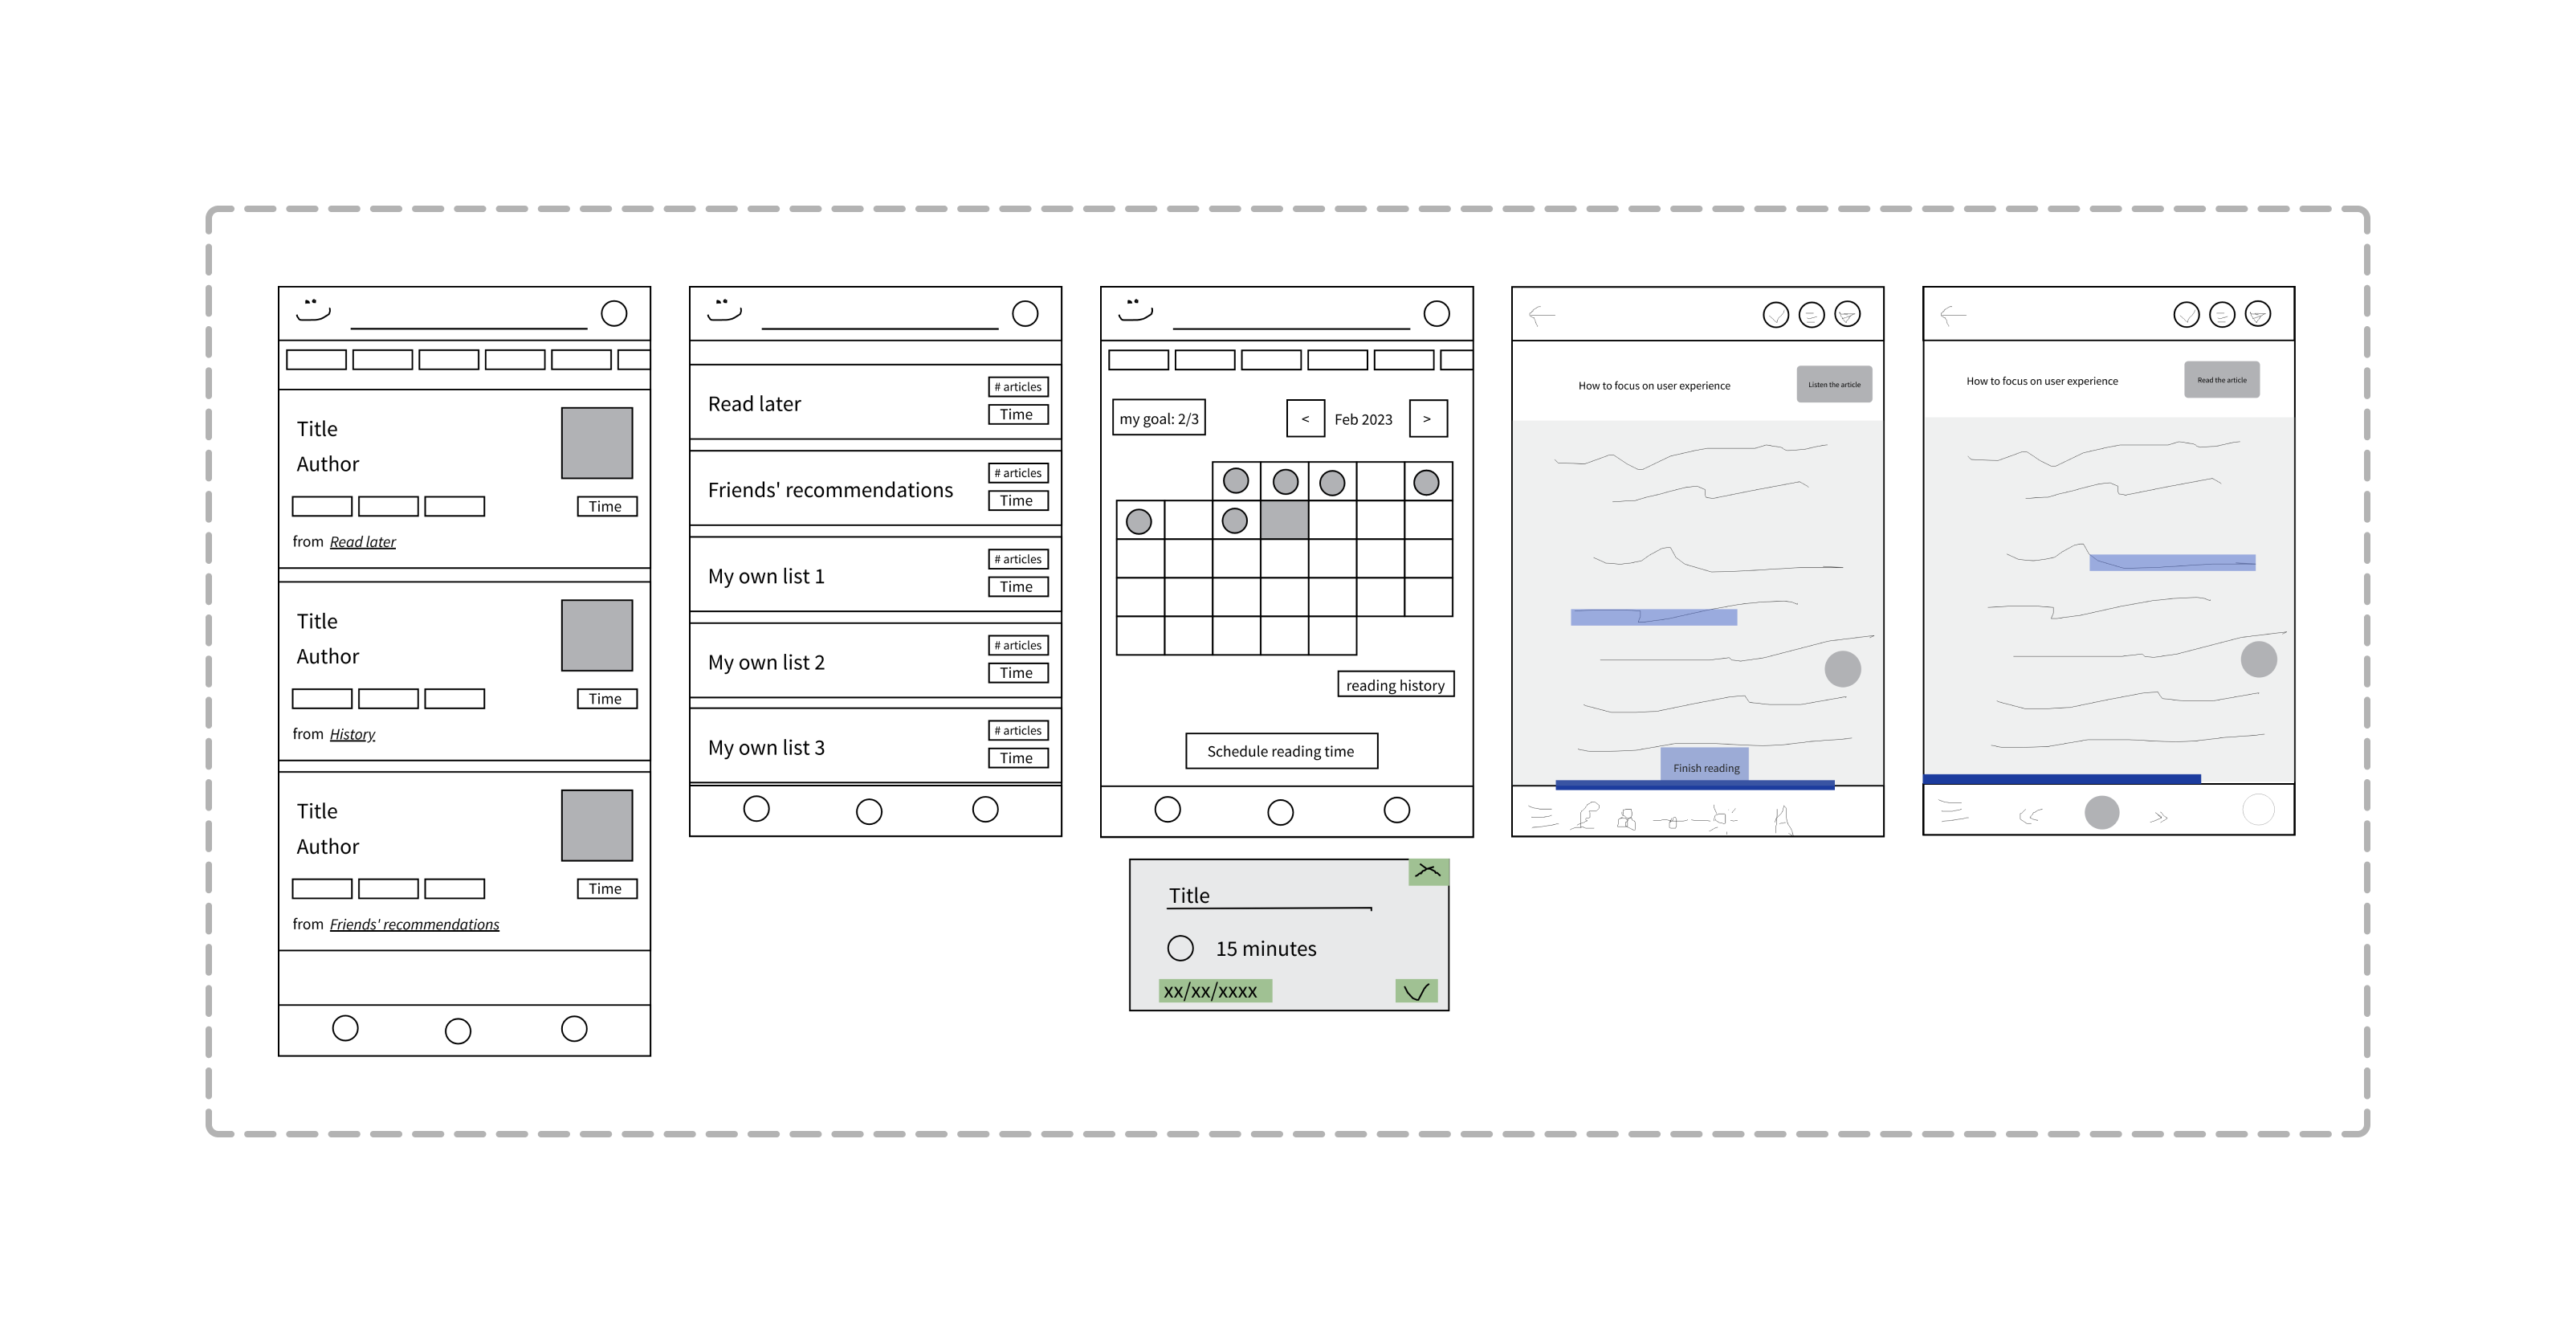 Title
Author
Time
from Read later
Title
Author
Time
from History
Title
Author
Time
from Friends' recommendations
Read later
# articles
Time
Friends' recommendations
# articles
Time
My own list 1
# articles
Time
My own list 2
# articles
Time
My own list 3
# articles
Time
my goal: 2/3
< Feb 2023 >
reading history
Schedule reading time
Title
15 minutes
xx/xx/xxxx
How to focus on user experience
Listen the article
Finish reading
How to focus on user experience
Read the article